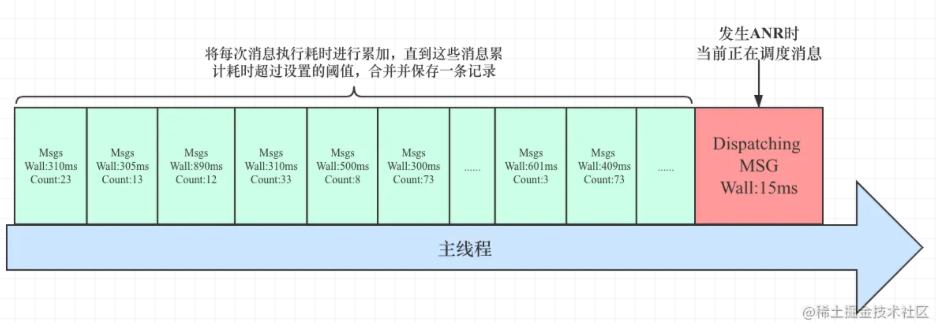 将每次消息执行耗时进行累加，直到这些消息累
计耗时超过设置的阈值，合并并保存一条记录
发生ANR时
当前正在调度消息
Msgs
Wall:310ms
Count:23
Msgs
Wall:305ms
Count:13
Msgs
Wall:890ms
Count:12
Msgs
Wall:310ms
Count:33
Msgs
Wall:500ms
Count:8
Msgs
Wall:300ms
Count:73
......
Msgs
Wall:601ms
Count:3
Msgs
Wall:409ms
Count:73
......
Dispatching
MSG
Wall:15ms
主线程
@稀土掘金技术社区